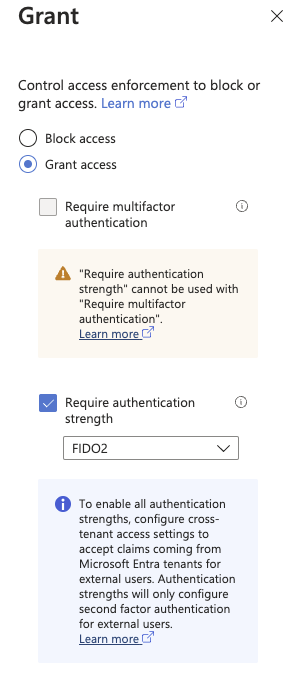 Grant
Control access enforcement to block or
grant access. Learn more
Block access
Grant access
Require multifactor
authentication
"Require authentication
strength" cannot be used with
"Require multifactor
authentication".
Learn more
Require authentication
strength
FIDO2
To enable all authentication
strengths, configure cross-
tenant access settings to
accept claims coming from
Microsoft Entra tenants for
external users. Authentication
strengths will only configure
second factor authentication
for external users.
Learn more